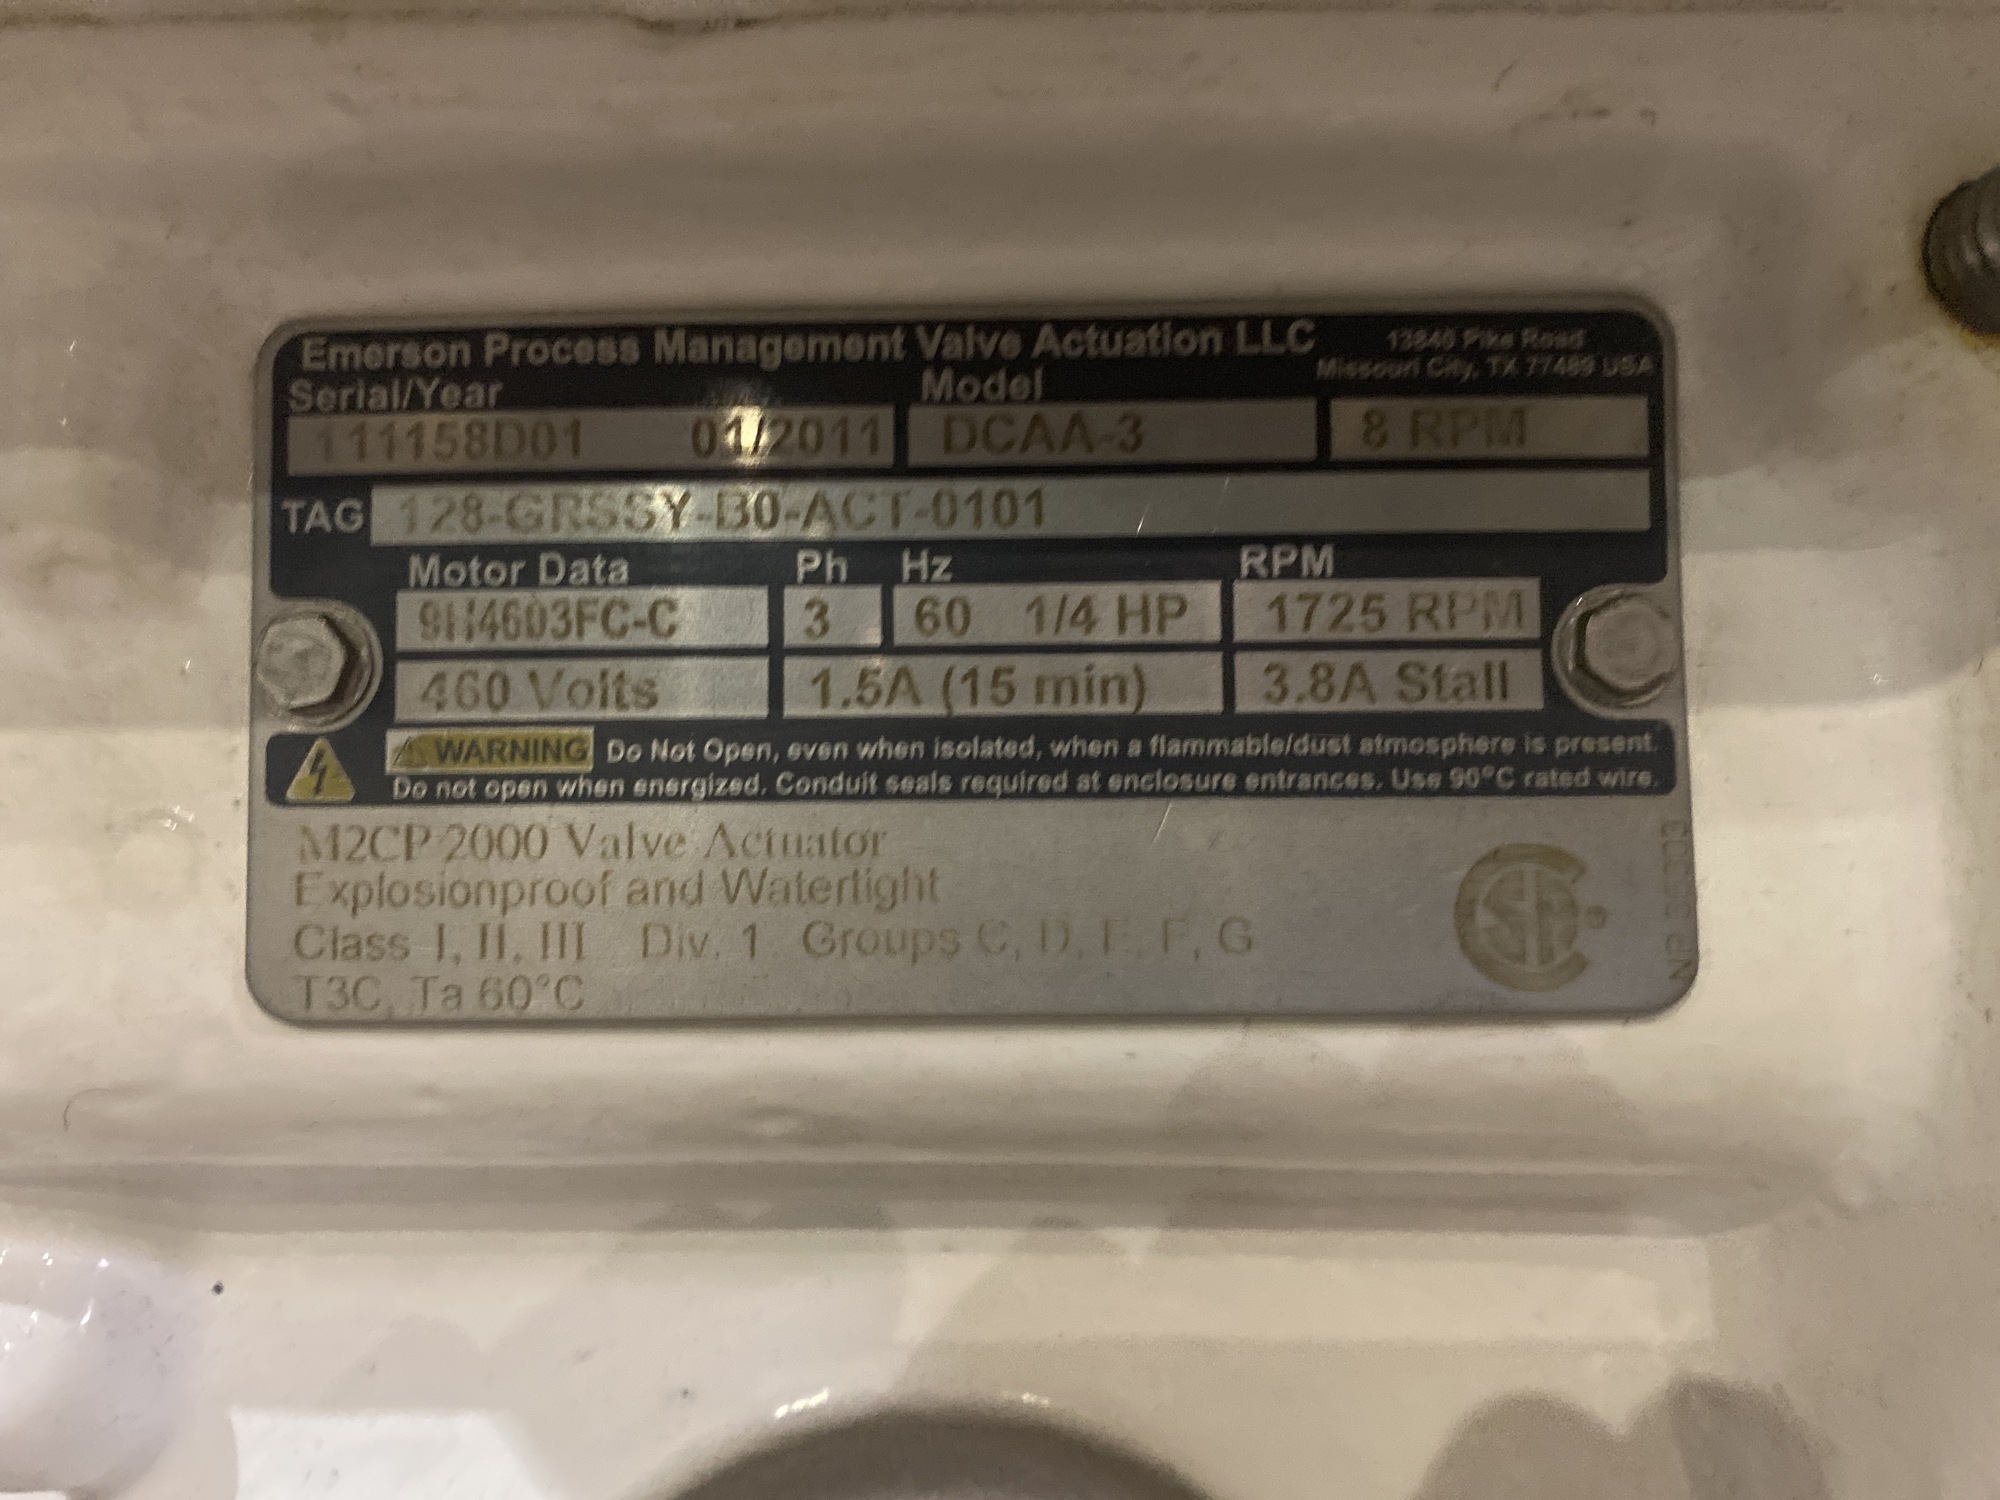 Emerson Process Management Valve Actuation LLC
13840 Pike Road
Missouri City, TX 77489 USA
Serial/Year Model
111158D01 01/2011 DCAA-3 8 RPM
TAG 128-GRSSY-B0-ACT-0101
Motor Data Ph Hz RPM
9H4603FC-C 3 60 1/4 HP 1725 RPM
460 Volts 1.5A (15 min) 3.8A Stall
WARNING Do Not Open, even when isolated, when a flammable/dust atmosphere is present.
Do not open when energized. Conduit seals required at enclosure entrances. Use 90°C rated wire.
M2CP 2000 Valve Actuator
Explosionproof and Watertight
Class I, II, III Div. 1 Groups C, D, E, F, G
T3C, Ta 60°C